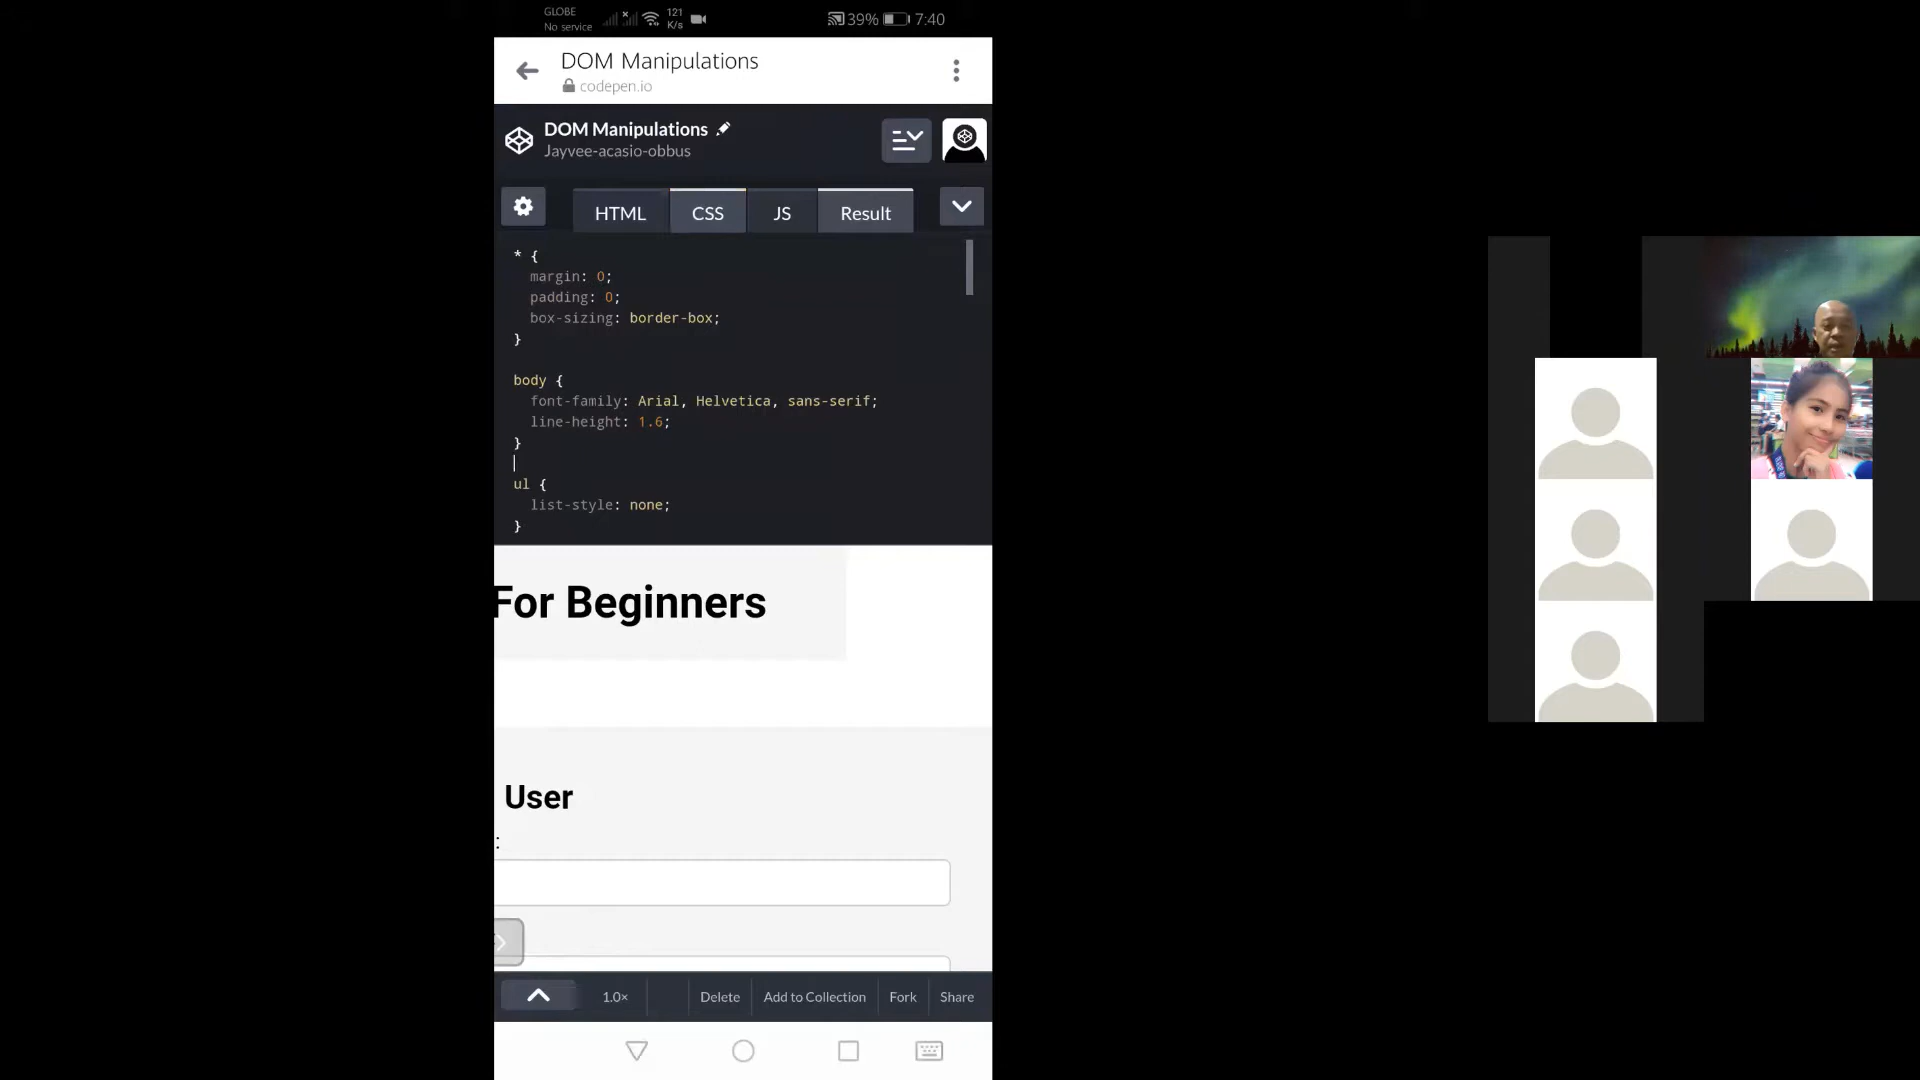 GLOBE
No service
121
K/s
39%
7:40
DOM Manipulations
codepen.io
DOM Manipulations
Jayvee-acasio-obbus
HTML
CSS
JS
Result
* {
margin: 0;
padding: 0;
box-sizing: border-box;
}
body {
font-family: Arial, Helvetica, sans-serif;
line-height: 1.6;
}
ul {
list-style: none;
}
For Beginners
User
:
1.0×
Delete
Add to Collection
Fork
Share